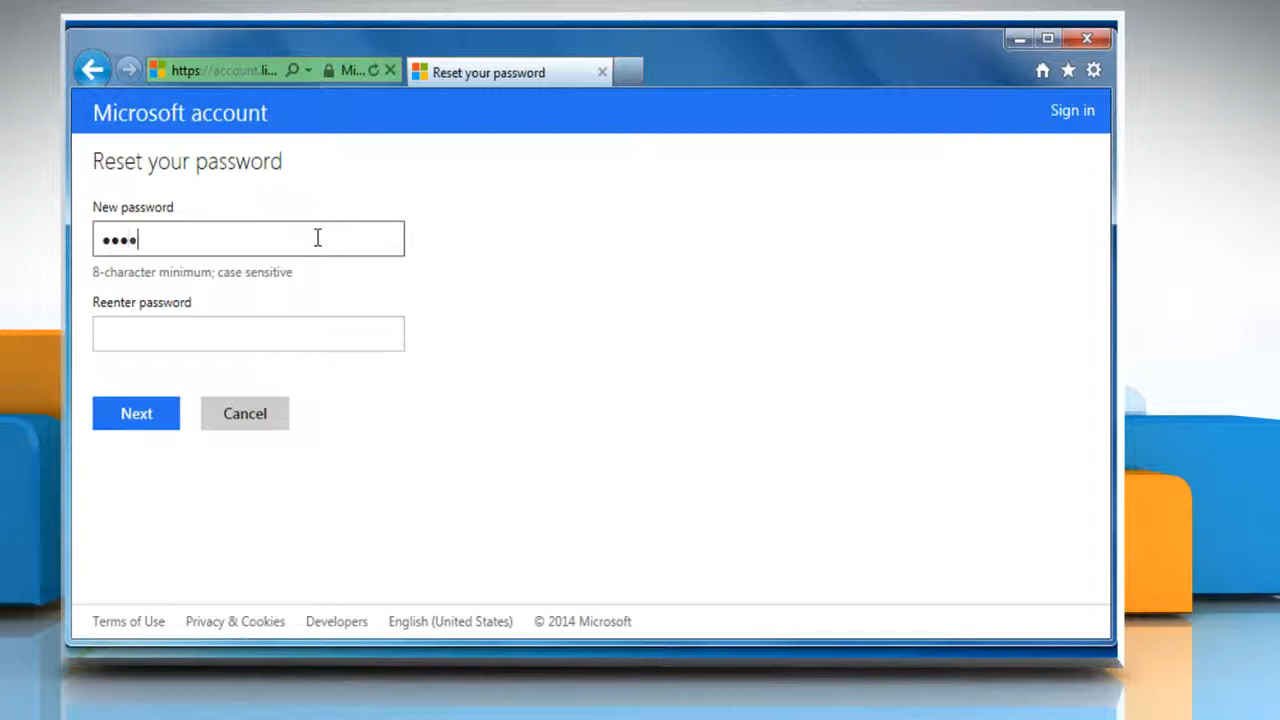 https://account.li...
Mi...
Reset your password
Microsoft account
Sign in
Reset your password
New password
••••
8-character minimum; case sensitive
Reenter password
Next
Cancel
Terms of Use
Privacy & Cookies
Developers
English (United States)
© 2014 Microsoft